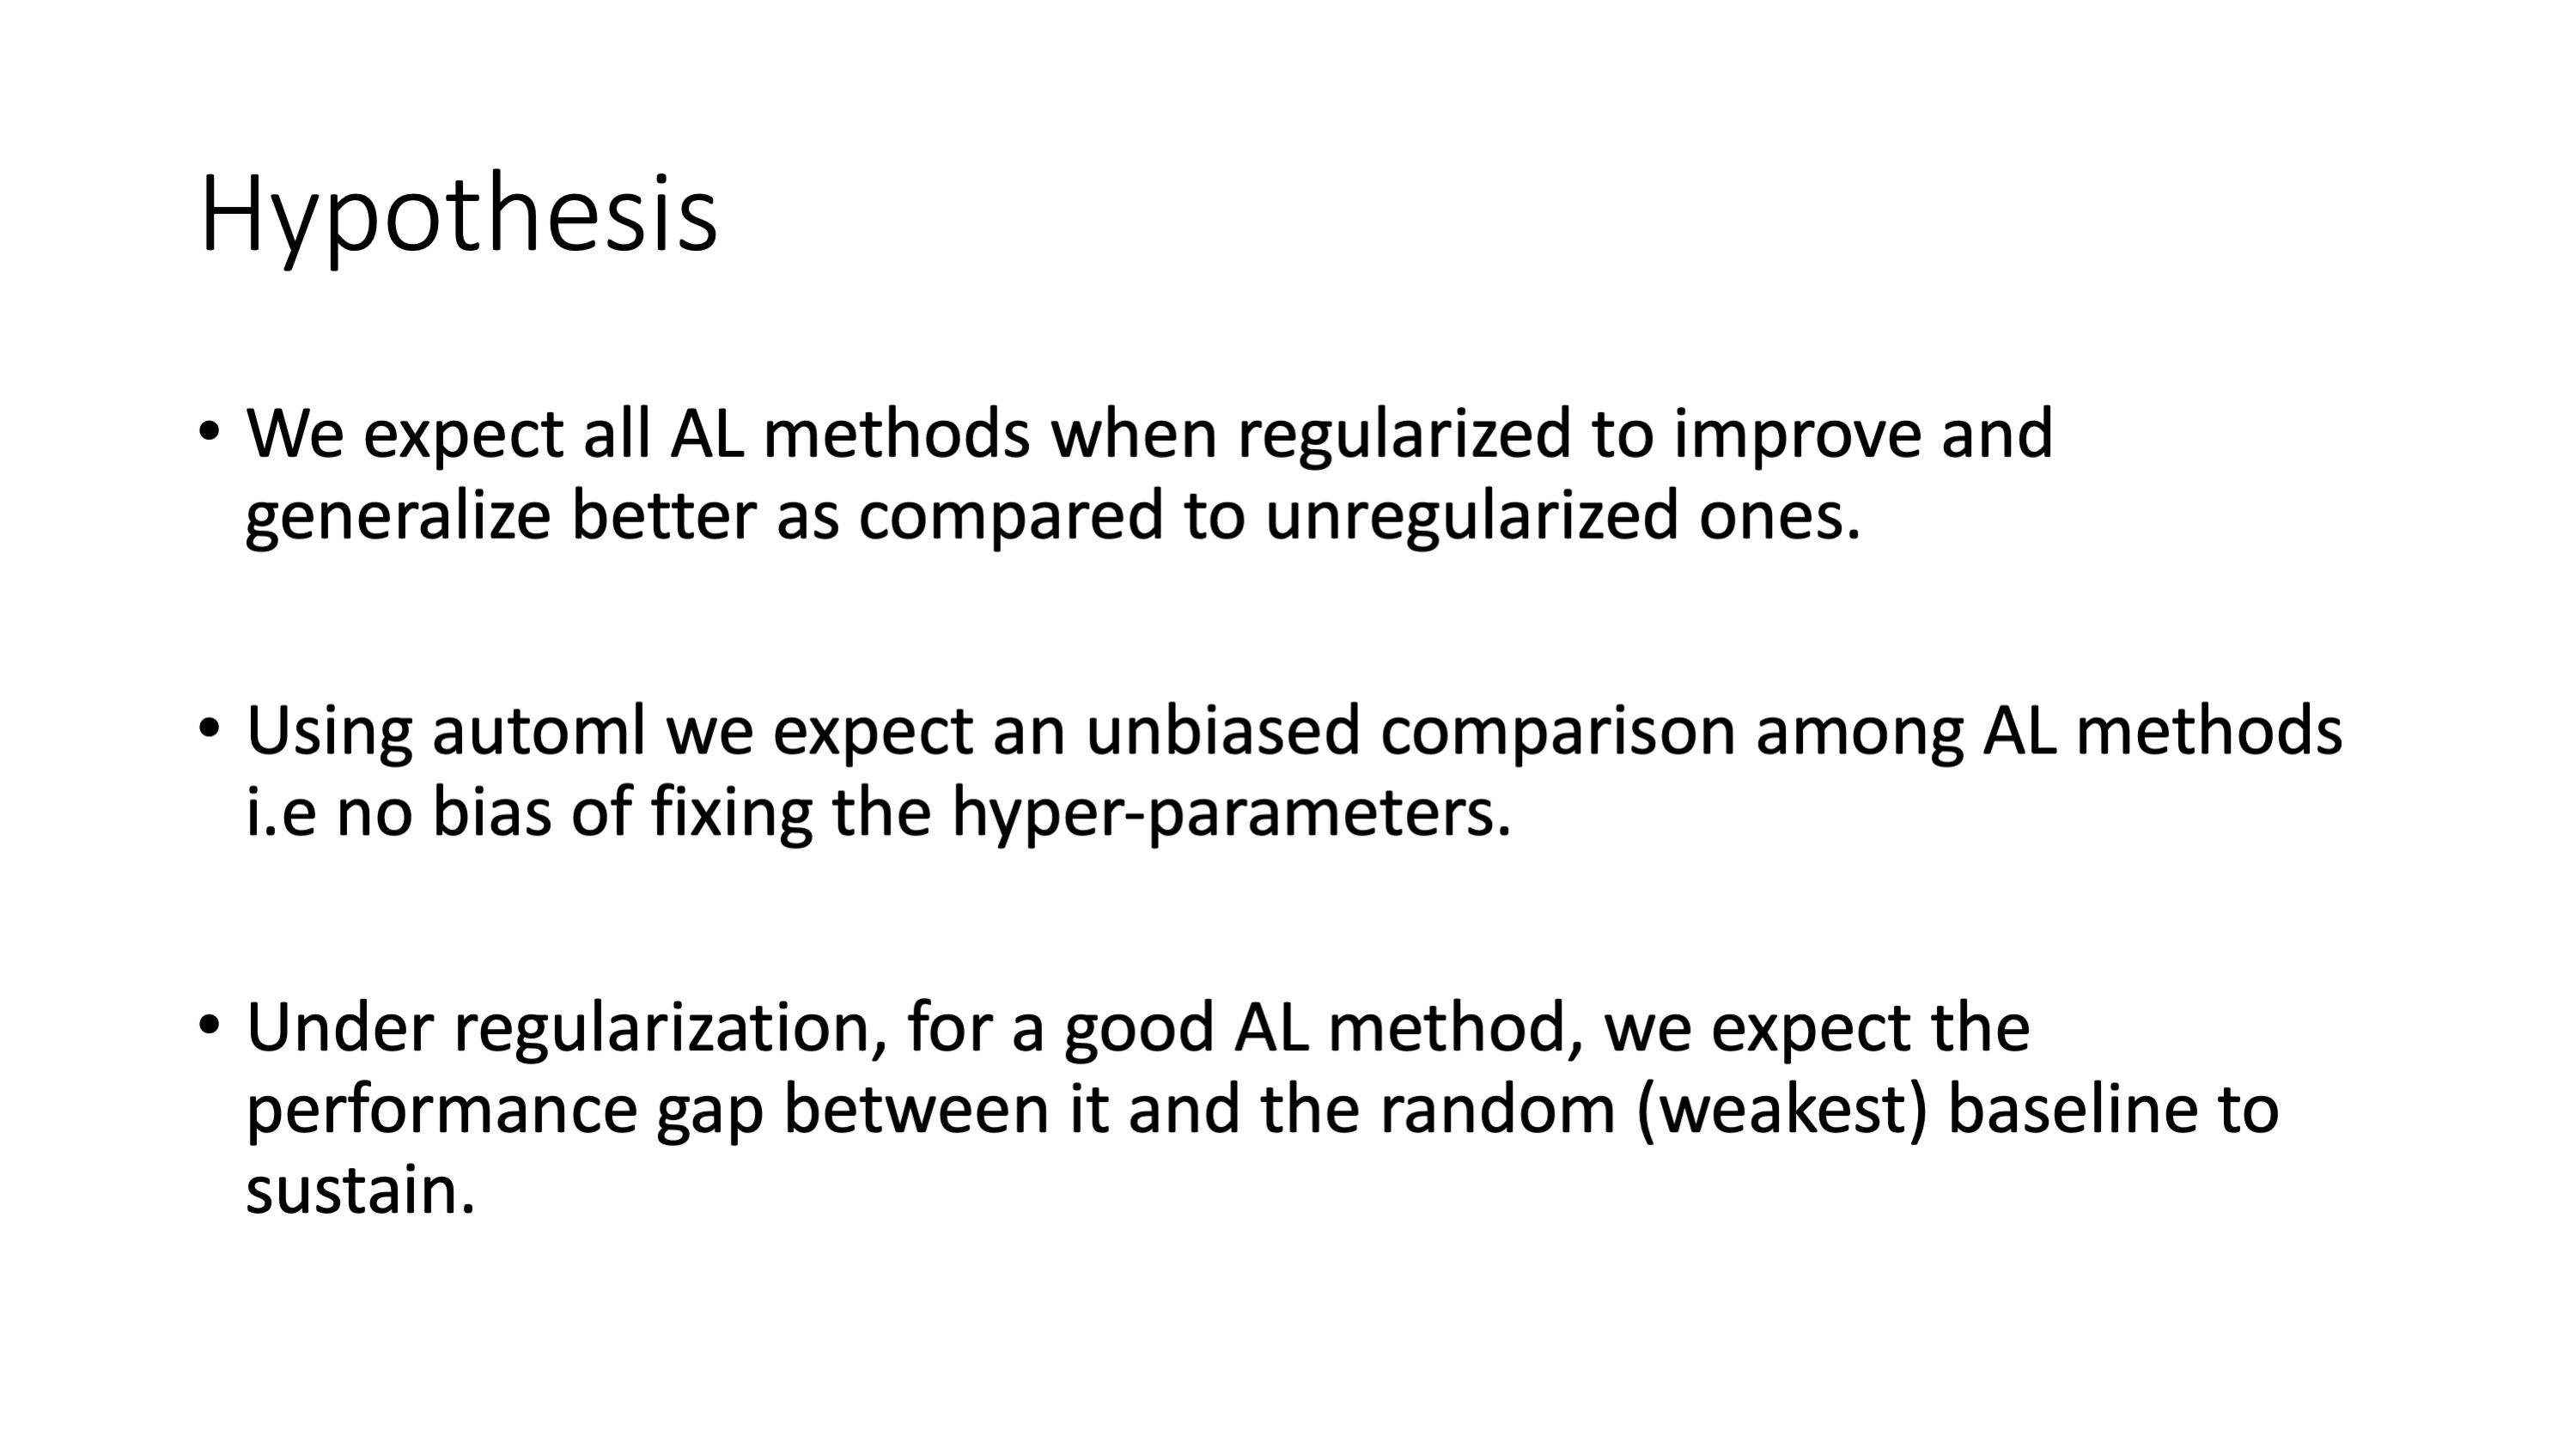 Hypothesis
• We expect all AL methods when regularized to improve and
generalize better as compared to unregularized ones.
• Using automl we expect an unbiased comparison among AL methods
i.e no bias of fixing the hyper-parameters.
• Under regularization, for a good AL method, we expect the
performance gap between it and the random (weakest) baseline to
sustain.